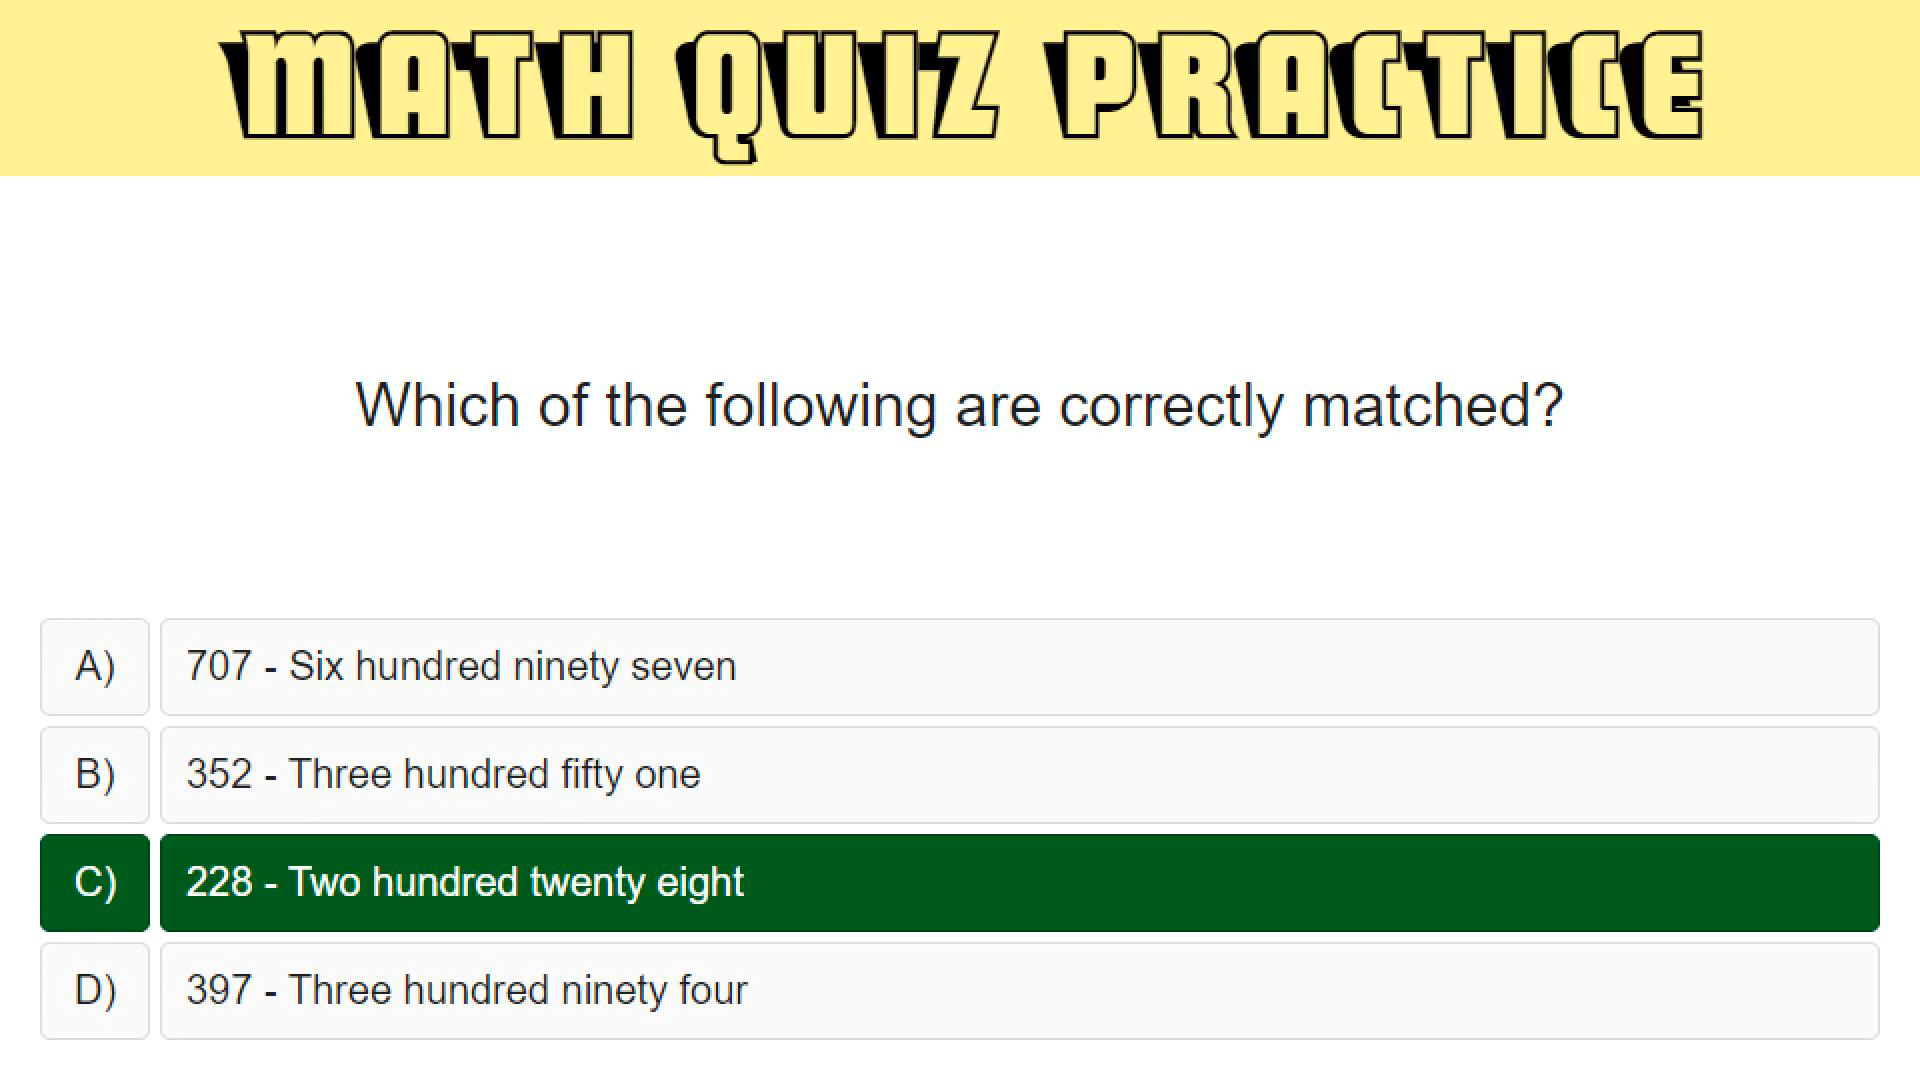 MATH QUIZ PRACTICE
Which of the following are correctly matched?
A) 707 - Six hundred ninety seven
B) 352 - Three hundred fifty one
C) 228 - Two hundred twenty eight
D) 397 - Three hundred ninety four